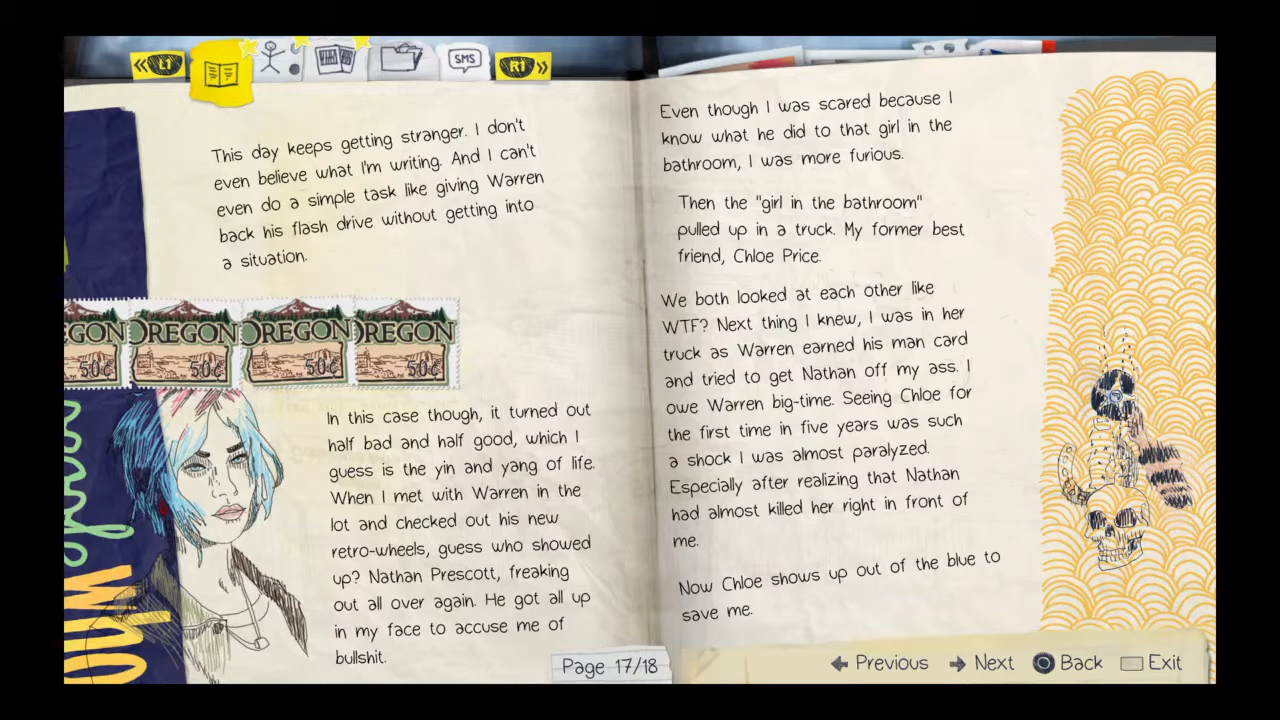 L1
SMS
R1
This day keeps getting stranger. I don't
even believe what I'm writing. And I can't
even do a simple task like giving Warren
back his flash drive without getting into
a situation.
EGON OREGON OREGON OREGON
50¢ 50¢ 50¢ 50¢
In this case though, it turned out
half bad and half good, which I
guess is the yin and yang of life.
When I met with Warren in the
lot and checked out his new
retro-wheels, guess who showed
up? Nathan Prescott, freaking
out all over again. He got all up
in my face to accuse me of
bullshit.
who
Even though I was scared because I
know what he did to that girl in the
bathroom, I was more furious.
Then the "girl in the bathroom"
pulled up in a truck. My former best
friend, Chloe Price.
We both looked at each other like
WTF? Next thing I knew, I was in her
truck as Warren earned his man card
and tried to get Nathan off my ass. I
owe Warren big-time. Seeing Chloe for
the first time in five years was such
a shock I was almost paralyzed.
Especially after realizing that Nathan
had almost killed her right in front of
me.
Now Chloe shows up out of the blue to
save me.
Page 17/18
Previous Next Back Exit